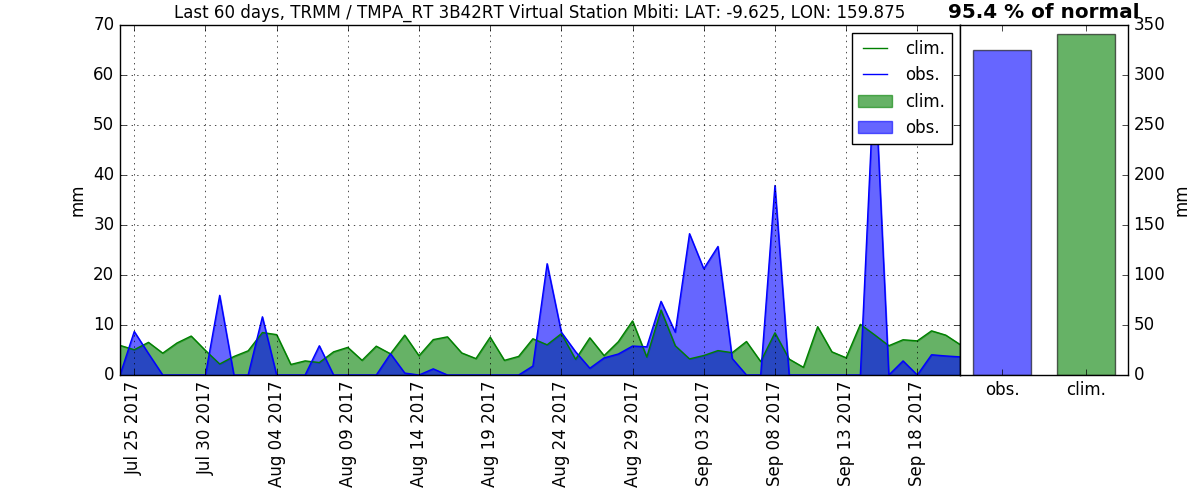 Last 60 days, TRMM / TMPA_RT 3B42RT Virtual Station Mbiti: LAT: -9.625, LON: 159.875
95.4 % of normal
70
60
50
40
30
20
10
0
mm
clim.
obs.
clim.
obs.
350
300
250
200
150
100
50
0
mm
Jul 25 2017
Jul 30 2017
Aug 04 2017
Aug 09 2017
Aug 14 2017
Aug 19 2017
Aug 24 2017
Aug 29 2017
Sep 03 2017
Sep 08 2017
Sep 13 2017
Sep 18 2017
obs.
clim.